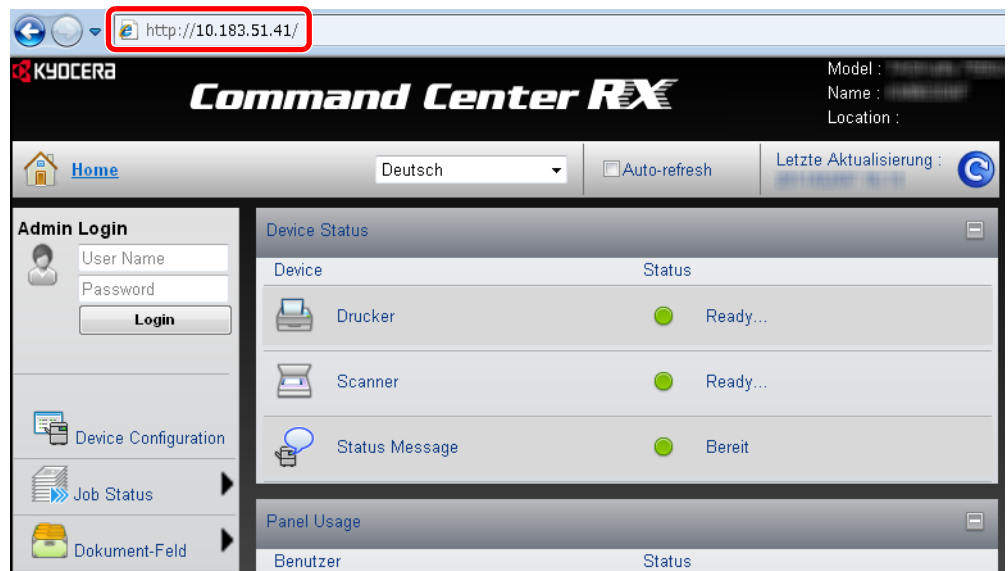 http://10.183.51.41/
KYOCERA
Command Center RX
Model :
Name :
Location :
Home
Deutsch
Auto-refresh
Letzte Aktualisierung :
Admin Login
User Name
Password
Login
Device Configuration
Job Status
Dokument-Feld
Device Status
Device Status
Drucker Ready...
Scanner Ready...
Status Message Bereit
Panel Usage
Benutzer Status